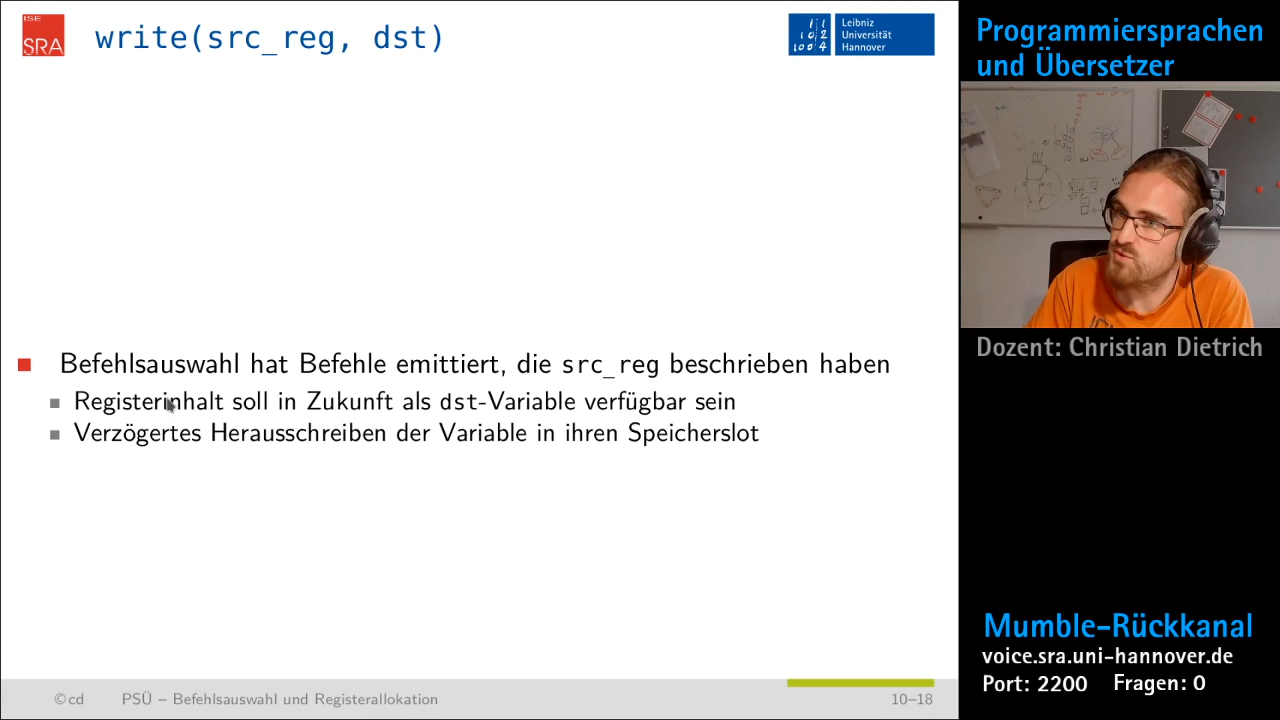 ISE
SRA
write(src_reg, dst)
Leibniz
Universität
Hannover
Befehlsauswahl hat Befehle emittiert, die src_reg beschrieben haben
Registerinhalt soll in Zukunft als dst-Variable verfügbar sein
Verzögertes Herausschreiben der Variable in ihren Speicherslot
©cd PSÜ – Befehlsauswahl und Registerallokation 10–18
Programmiersprachen
und Übersetzer
Dozent: Christian Dietrich
Mumble-Rückkanal
voice.sra.uni-hannover.de
Port: 2200 Fragen: 0